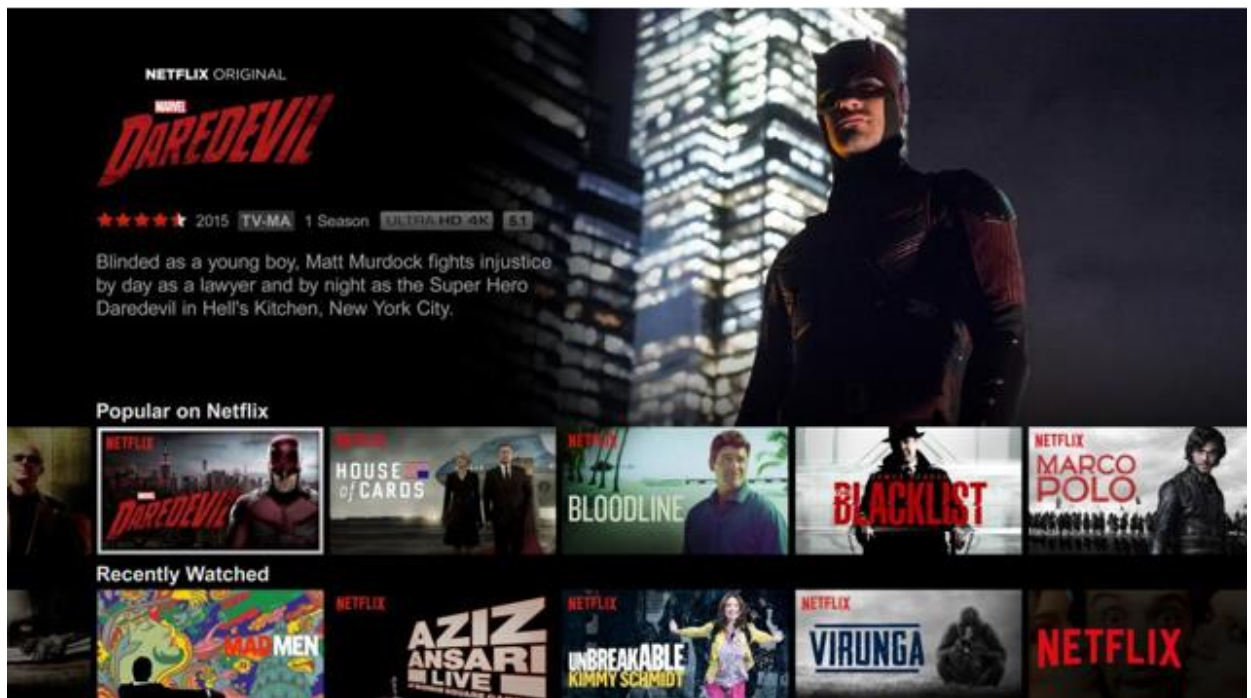 NETFLIX ORIGINAL
MARVEL
DAREDEVIL
2015 TV-MA 1 Season ULTRA HD 4K 5.1
Blinded as a young boy, Matt Murdock fights injustice
by day as a lawyer and by night as the Super Hero
Daredevil in Hell's Kitchen, New York City.
Popular on Netflix
NETFLIX
MARVEL
DAREDEVIL
NETFLIX
HOUSE
of CARDS
NETFLIX
BLOODLINE
BLACKLIST
NETFLIX
MARCO
POLO
Recently Watched
MAD MEN
NETFLIX
AZIZ
ANSARI
LIVE
NETFLIX
UNBREAKABLE
KIMMY SCHMIDT
NETFLIX
VIRUNGA
NETFLIX